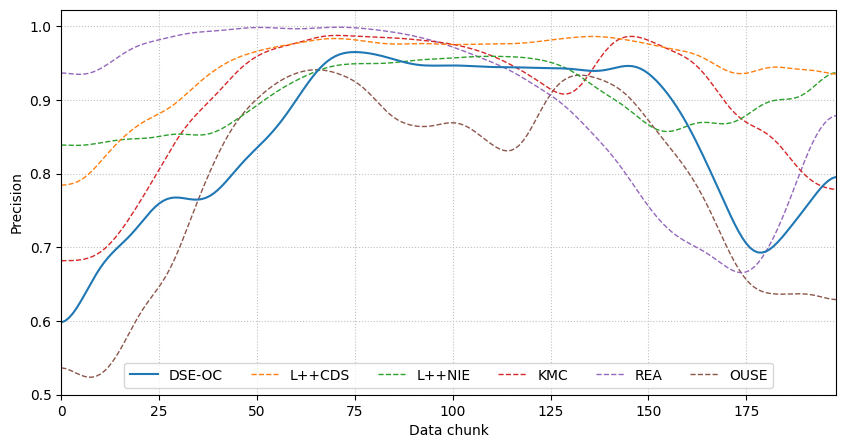 Precision
1.0
0.9
0.8
0.7
0.6
0.5
DSE-OC L++CDS L++NIE KMC REA OUSE
0 25 50 75 100 125 150 175
Data chunk